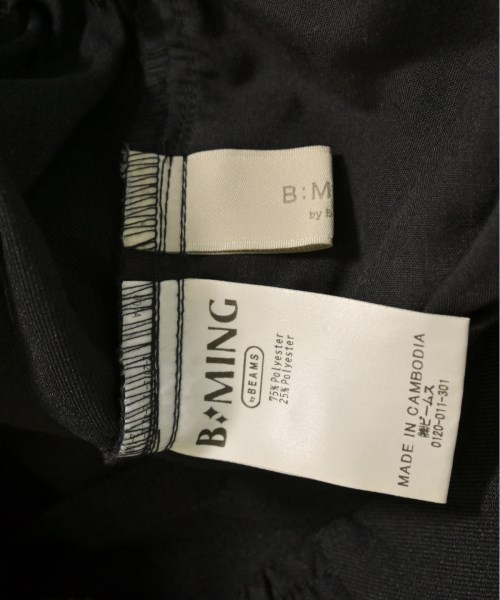 B:M
by
B:MING
by BEAMS
75% Polyester
25% Polyester
MADE IN CAMBODIA
㈱ビームス
0120-011-301